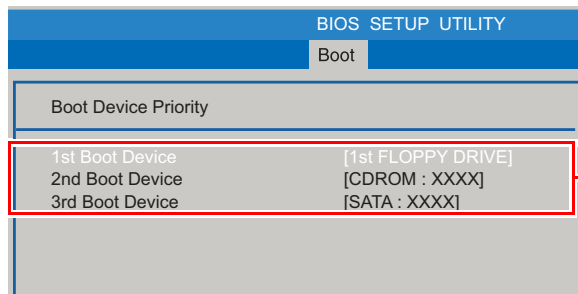 BIOS SETUP UTILITY
Boot
Boot Device Priority
1st Boot Device [1st FLOPPY DRIVE]
2nd Boot Device [CDROM : XXXX]
3rd Boot Device [SATA : XXXX]